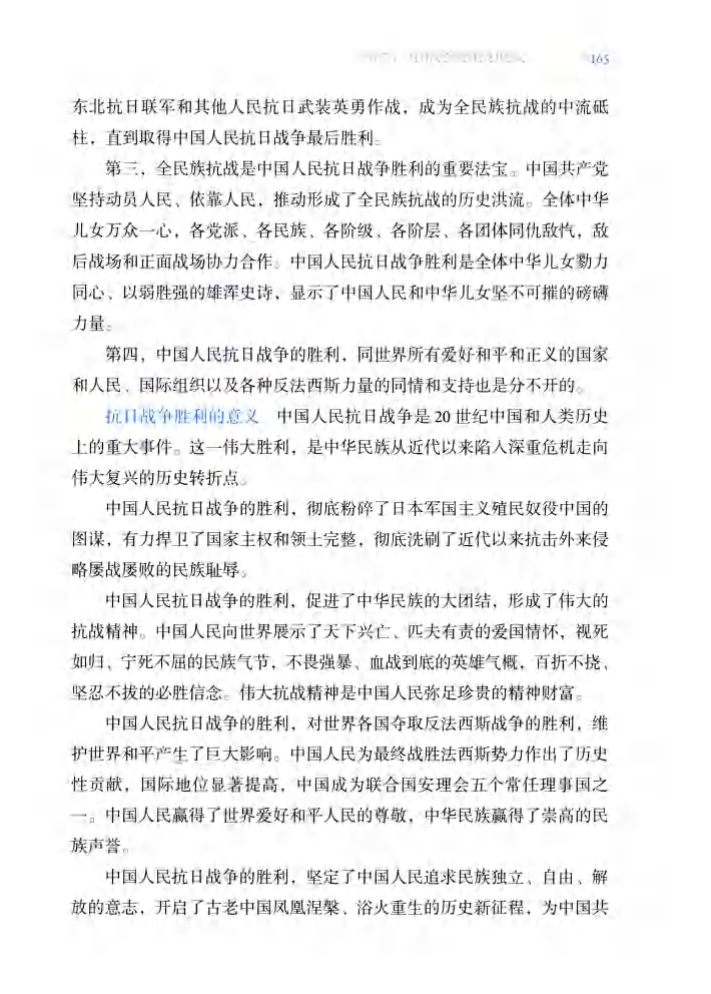 165
东北抗日联军和其他人民抗日武装英勇作战，成为全民族抗战的中流砥
柱，直到取得中国人民抗日战争最后胜利。
第三，全民族抗战是中国人民抗日战争胜利的重要法宝。中国共产党
坚持动员人民、依靠人民，推动形成了全民族抗战的历史洪流。全体中华
儿女万众一心，各党派、各民族、各阶级、各阶层、各团体同仇敌忾，敌
后战场和正面战场协力合作。中国人民抗日战争胜利是全体中华儿女勠力
同心、以弱胜强的雄浑史诗，显示了中国人民和中华儿女坚不可摧的磅礴
力量。
第四，中国人民抗日战争的胜利，同世界所有爱好和平和正义的国家
和人民、国际组织以及各种反法西斯力量的同情和支持也是分不开的。
抗日战争胜利的意义　中国人民抗日战争是 20 世纪中国和人类历史
上的重大事件。这一伟大胜利，是中华民族从近代以来陷入深重危机走向
伟大复兴的历史转折点。
中国人民抗日战争的胜利，彻底粉碎了日本军国主义殖民奴役中国的
图谋，有力捍卫了国家主权和领土完整，彻底洗刷了近代以来抗击外来侵
略屡战屡败的民族耻辱。
中国人民抗日战争的胜利，促进了中华民族的大团结，形成了伟大的
抗战精神。中国人民向世界展示了天下兴亡、匹夫有责的爱国情怀，视死
如归、宁死不屈的民族气节，不畏强暴、血战到底的英雄气概，百折不挠、
坚忍不拔的必胜信念。伟大抗战精神是中国人民弥足珍贵的精神财富。
中国人民抗日战争的胜利，对世界各国夺取反法西斯战争的胜利，维
护世界和平产生了巨大影响。中国人民为最终战胜法西斯势力作出了历史
性贡献，国际地位显著提高，中国成为联合国安理会五个常任理事国之
一。中国人民赢得了世界爱好和平人民的尊敬，中华民族赢得了崇高的民
族声誉。
中国人民抗日战争的胜利，坚定了中国人民追求民族独立、自由、解
放的意志，开启了古老中国凤凰涅槃、浴火重生的历史新征程，为中国共